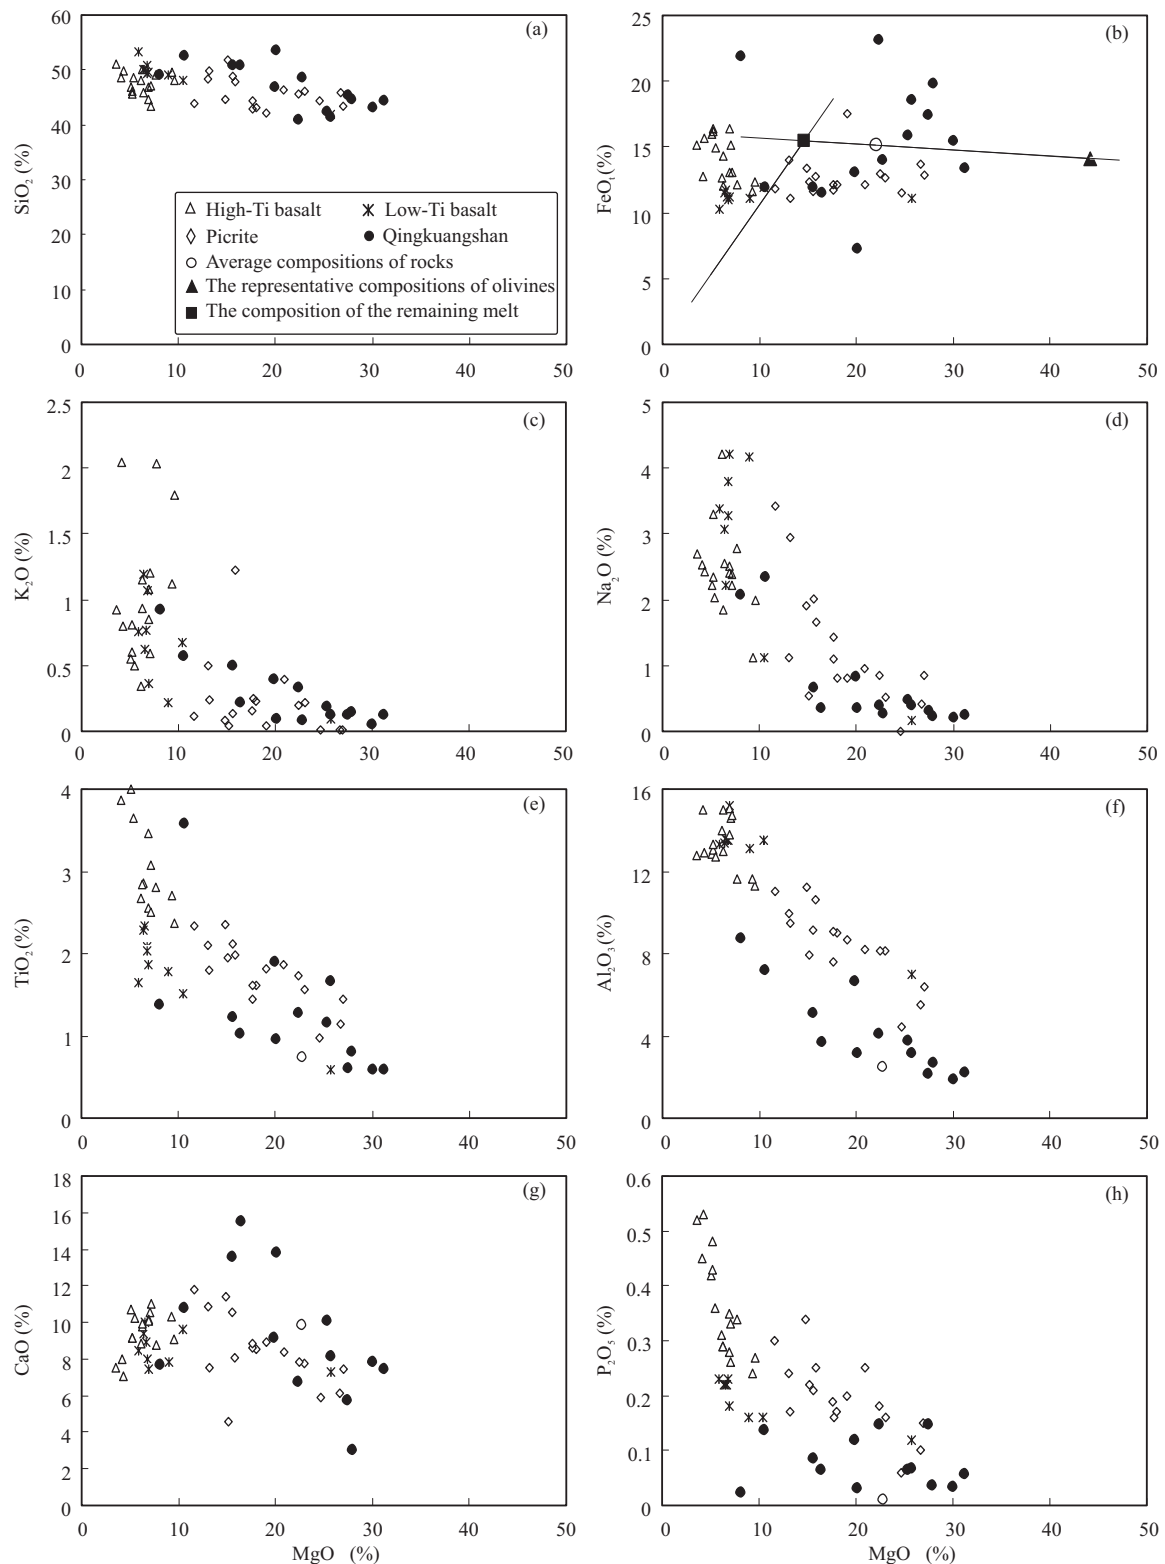 (a)
SiO2 (%)
60
50
40
30
20
10
0
High-Ti basalt
Low-Ti basalt
Picrite
Qingkuangshan
Average compositions of rocks
The representative compositions of olivines
The composition of the remaining melt
0 10 20 30 40 50
(b)
FeOt(%)
25
20
15
10
5
0
0 10 20 30 40 50
(c)
K2O (%)
2.5
2
1.5
1
0.5
0
0 10 20 30 40 50
(d)
Na2O (%)
5
4
3
2
1
0
0 10 20 30 40 50
(e)
TiO2 (%)
4
3
2
1
0
0 10 20 30 40 50
(f)
Al2O3(%)
16
12
8
4
0
0 10 20 30 40 50
(g)
CaO (%)
18
16
14
12
10
8
6
4
2
0
0 10 20 30 40 50
MgO (%)
(h)
P2O5 (%)
0.6
0.5
0.4
0.3
0.2
0.1
0
0 10 20 30 40 50
MgO (%)